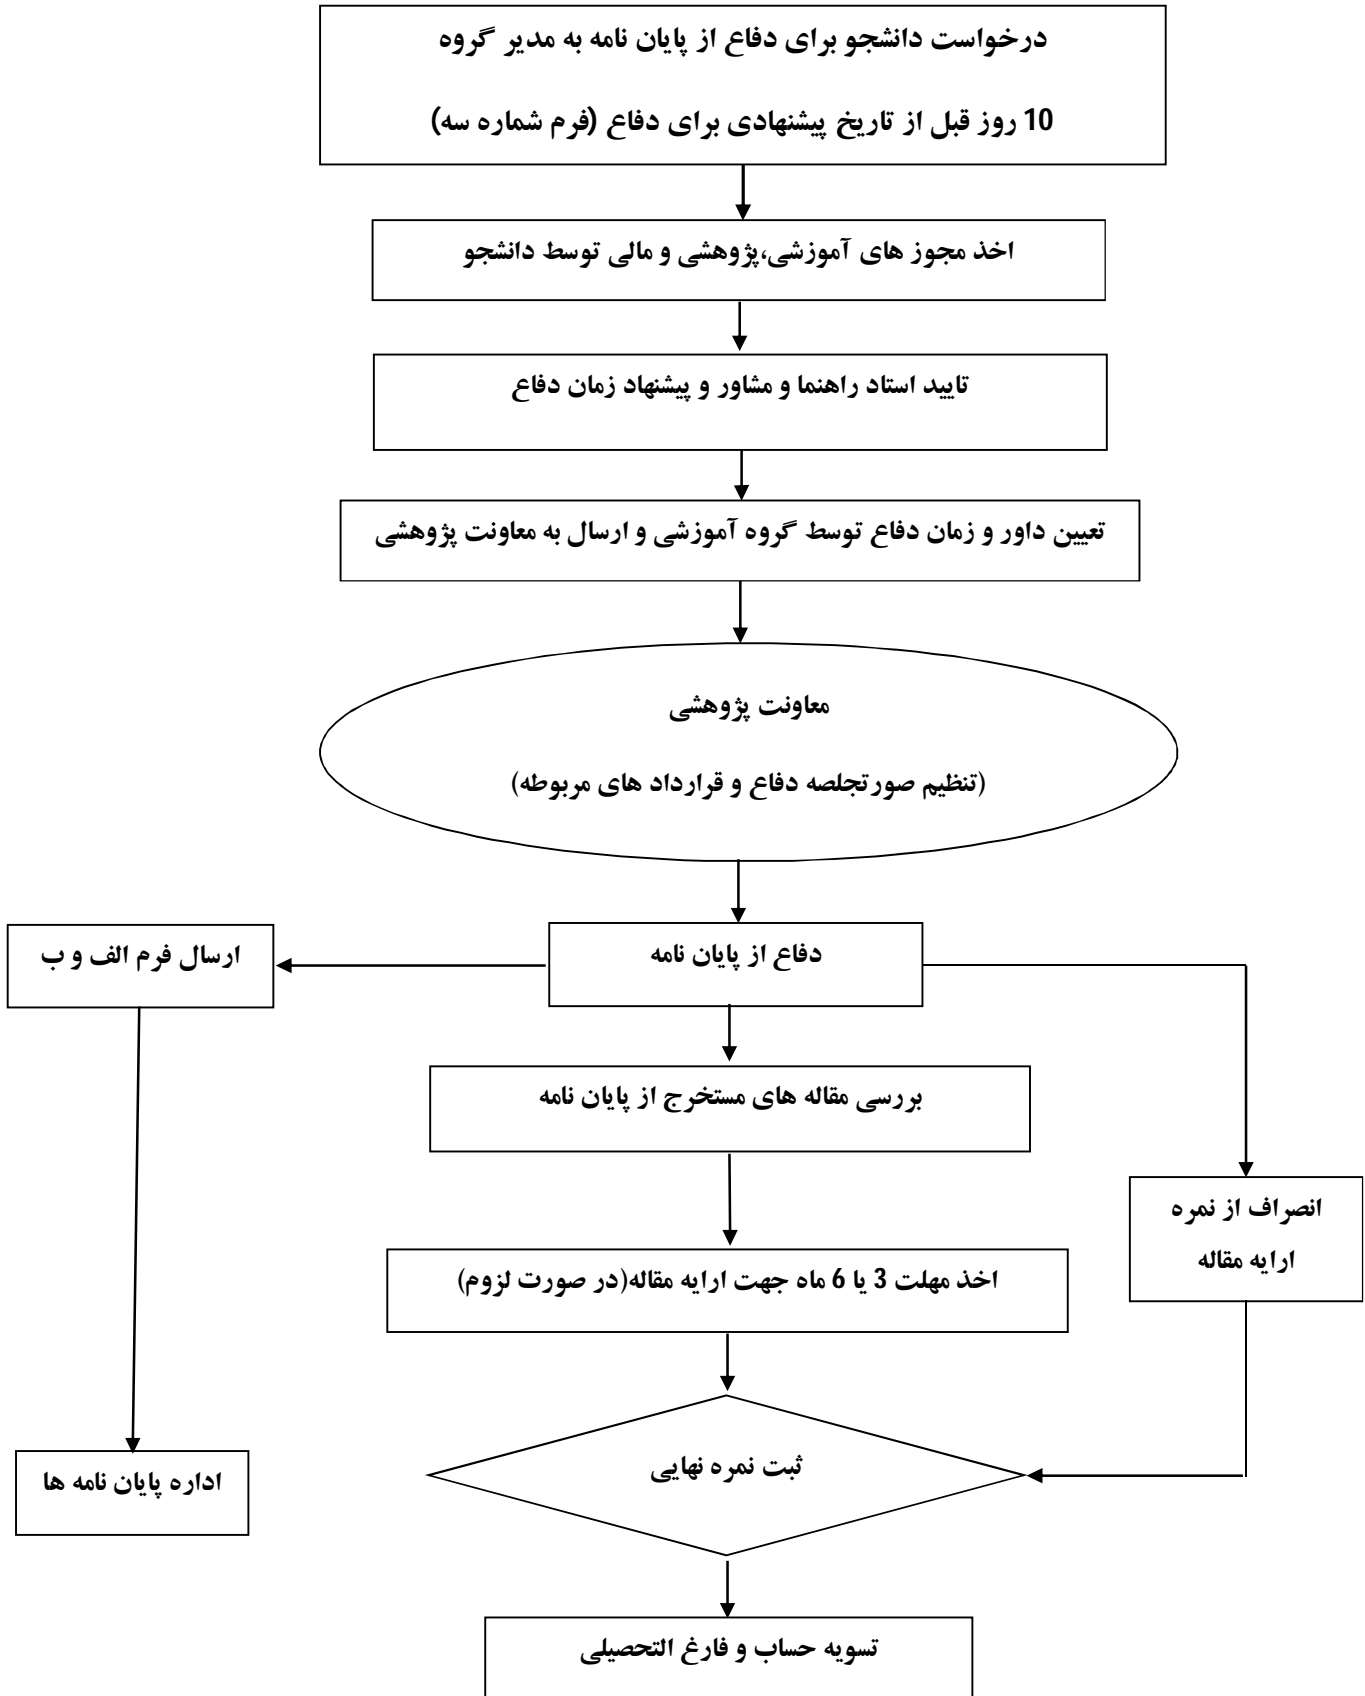 درخواست دانشجو برای دفاع از پایان نامه به مدیر گروه
10 روز قبل از تاریخ پیشنهادی برای دفاع (فرم شماره سه)
اخذ مجوز های آموزشی،پژوهشی و مالی توسط دانشجو
تایید استاد راهنما و مشاور و پیشنهاد زمان دفاع
تعیین داور و زمان دفاع توسط گروه آموزشی و ارسال به معاونت پژوهشی
معاونت پژوهشی
(تنظیم صورتجلصه دفاع و قرارداد های مربوطه)
دفاع از پایان نامه
ارسال فرم الف و ب
بررسی مقاله های مستخرج از پایان نامه
انصراف از نمره
ارایه مقاله
اخذ مهلت 3 یا 6 ماه جهت ارایه مقاله(در صورت لزوم)
ثبت نمره نهایی
اداره پایان نامه ها
تسویه حساب و فارغ التحصیلی